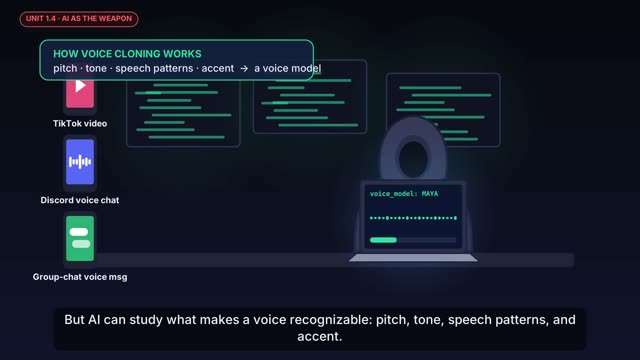 UNIT 1.4 · AI AS THE WEAPON
HOW VOICE CLONING WORKS
pitch · tone · speech patterns · accent → a voice model
TikTok video
Discord voice chat
Group-chat voice msg
voice_model: MAYA
But AI can study what makes a voice recognizable: pitch, tone, speech patterns, and
accent.